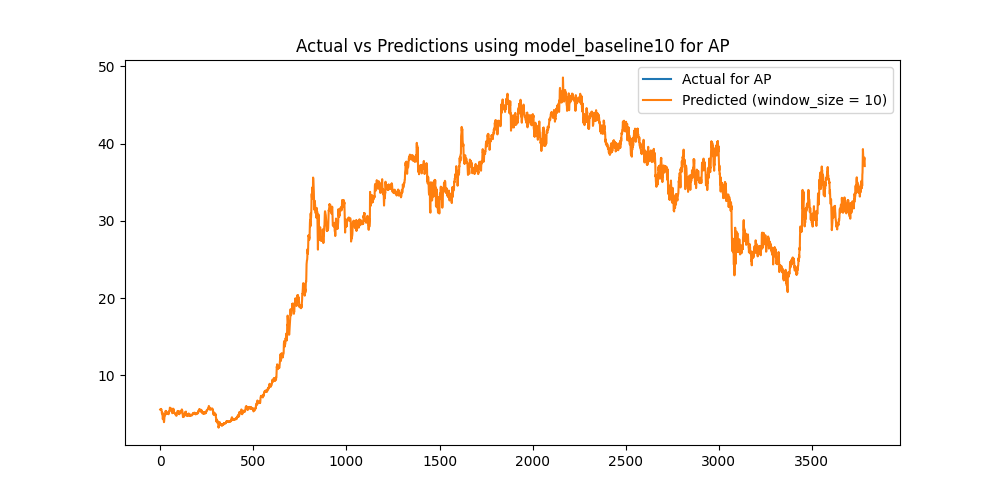 Actual vs Predictions using model_baseline10 for AP
Actual for AP
Predicted (window_size = 10)
50
40
30
20
10
0 500 1000 1500 2000 2500 3000 3500